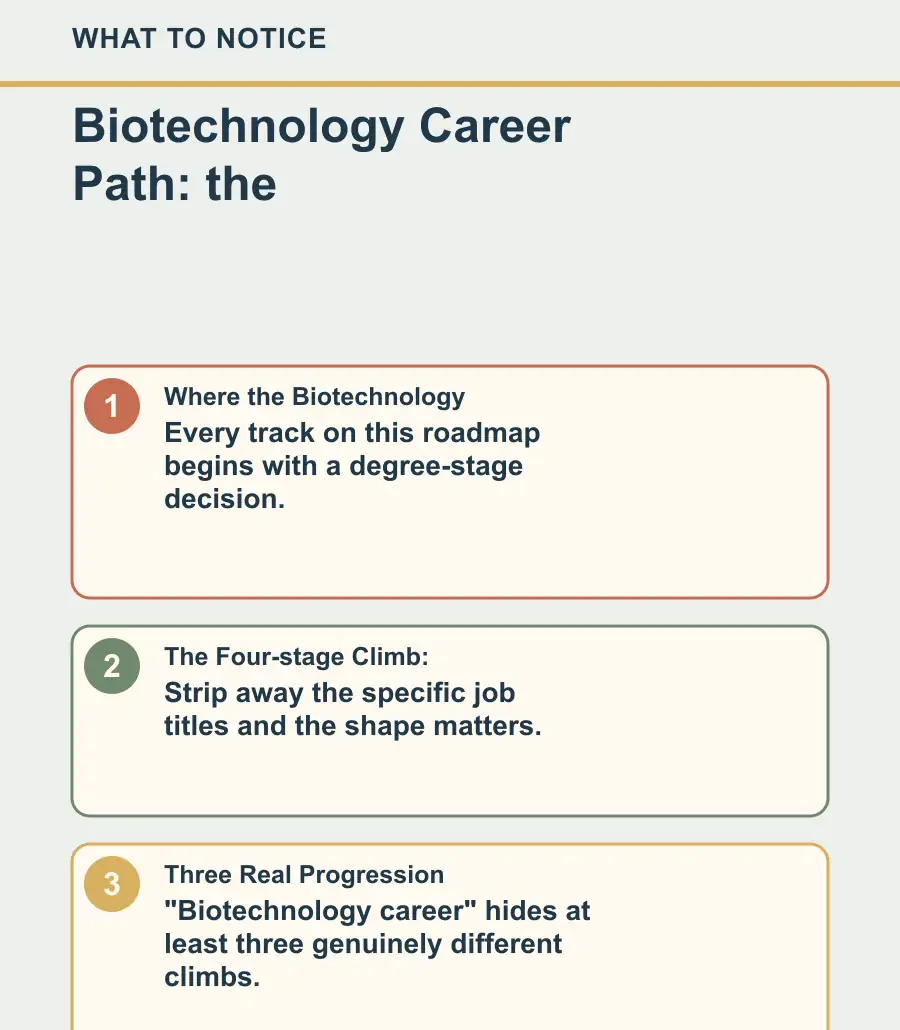 WHAT TO NOTICE
Biotechnology Career
Path: the
1
Where the Biotechnology
Every track on this roadmap
begins with a degree-stage
decision.
2
The Four-stage Climb:
Strip away the specific job
titles and the shape matters.
3
Three Real Progression
"Biotechnology career" hides at
least three genuinely different
climbs.